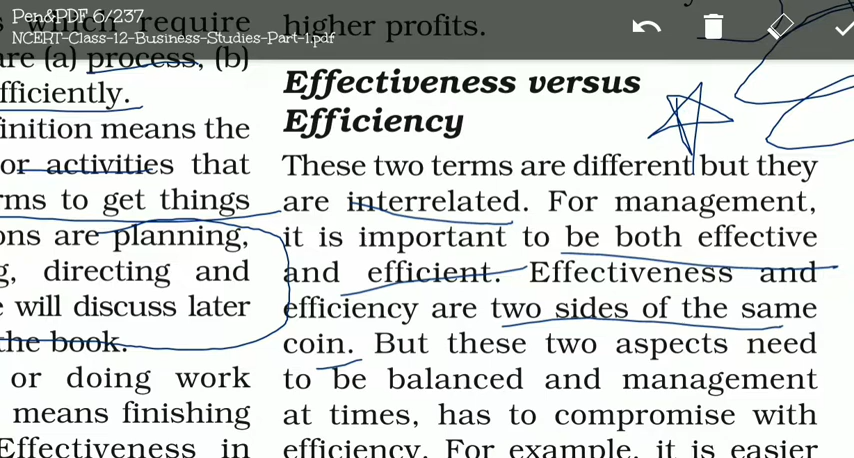 Pen&PDF 6/237
NCERT-Class-12-Business-Studies-Part-1.pdf
which require
are (a) process, (b)
fficiently.
inition means the
or activities that
rms to get things
ons are planning,
g, directing and
will discuss later
the book.
or doing work
means finishing
Effectiveness in
higher profits.
Effectiveness versus
Efficiency
These two terms are different but they
are interrelated. For management,
it is important to be both effective
and efficient. Effectiveness and
efficiency are two sides of the same
coin. But these two aspects need
to be balanced and management
at times, has to compromise with
efficiency. For example, it is easier